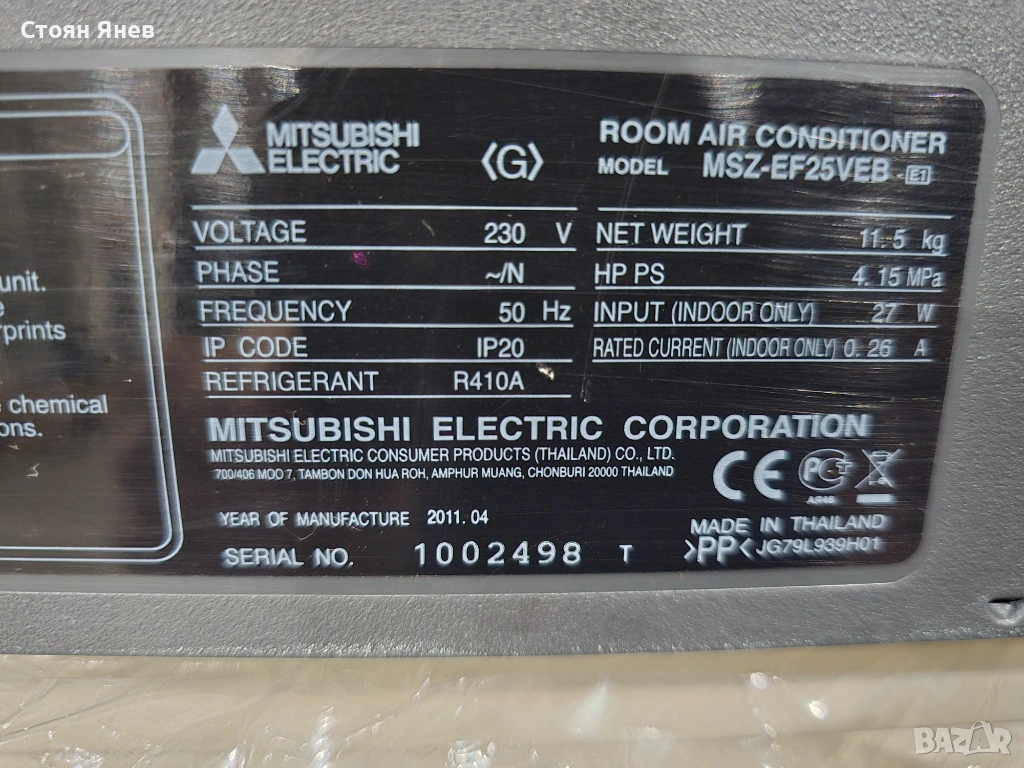 Стоян Янев
unit.
rprints
chemical
ons.
MITSUBISHI
ELECTRIC
〈G〉
ROOM AIR CONDITIONER
MODEL MSZ-EF25VEB -E1
VOLTAGE 230 V
PHASE ~/N
FREQUENCY 50 Hz
IP CODE IP20
REFRIGERANT R410A
NET WEIGHT 11.5 kg
HP PS 4.15 MPa
INPUT (INDOOR ONLY) 27 W
RATED CURRENT (INDOOR ONLY) 0.26 A
MITSUBISHI ELECTRIC CORPORATION
MITSUBISHI ELECTRIC CONSUMER PRODUCTS (THAILAND) CO., LTD.
700/406 MOO 7, TAMBON DON HUA ROH, AMPHUR MUANG, CHONBURI 20000 THAILAND
CE
AR46
YEAR OF MANUFACTURE 2011.04
SERIAL NO. 1002498 T
MADE IN THAILAND
>PP< JG79L939H01
BAZAR